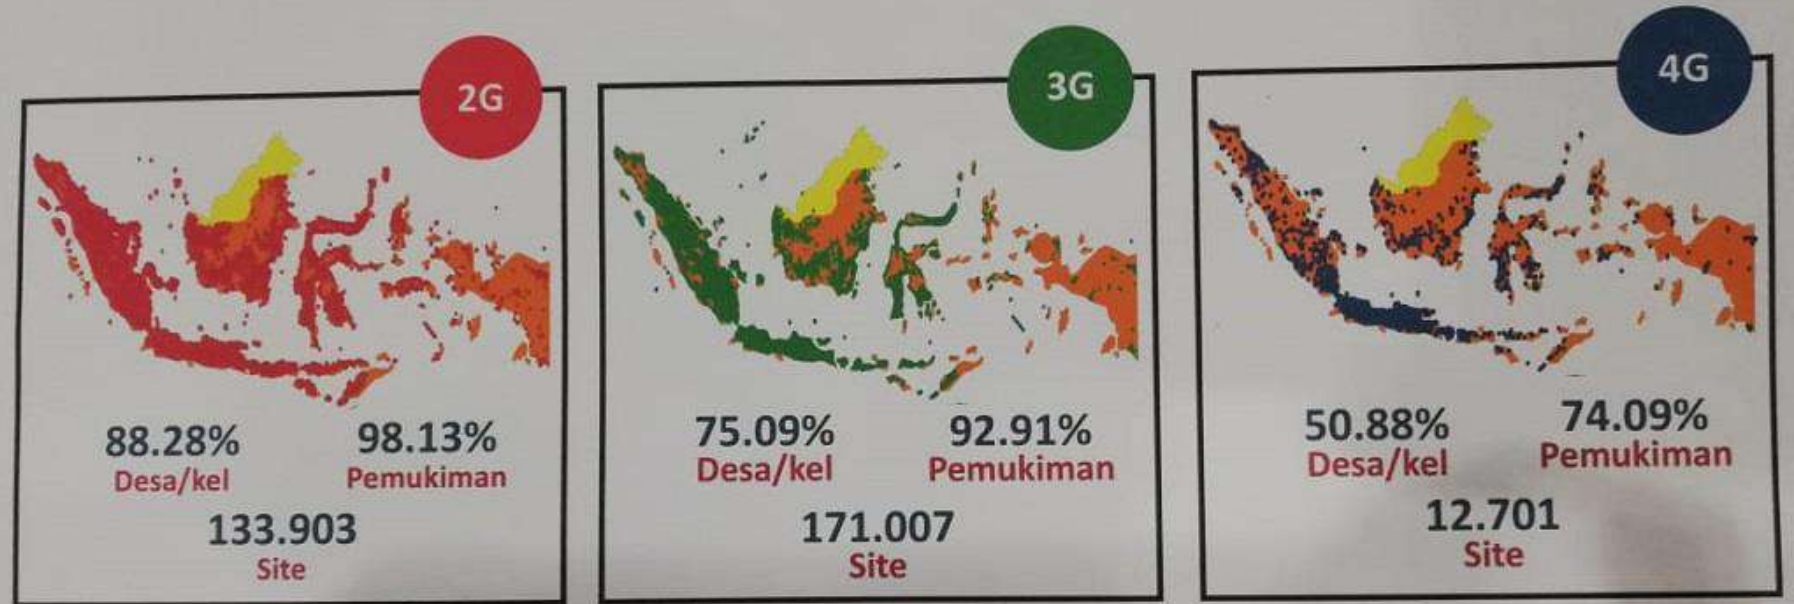 2G
88.28% 98.13%
Desa/kel Pemukiman
133.903
Site
3G
75.09% 92.91%
Desa/kel Pemukiman
171.007
Site
4G
50.88% 74.09%
Desa/kel Pemukiman
12.701
Site